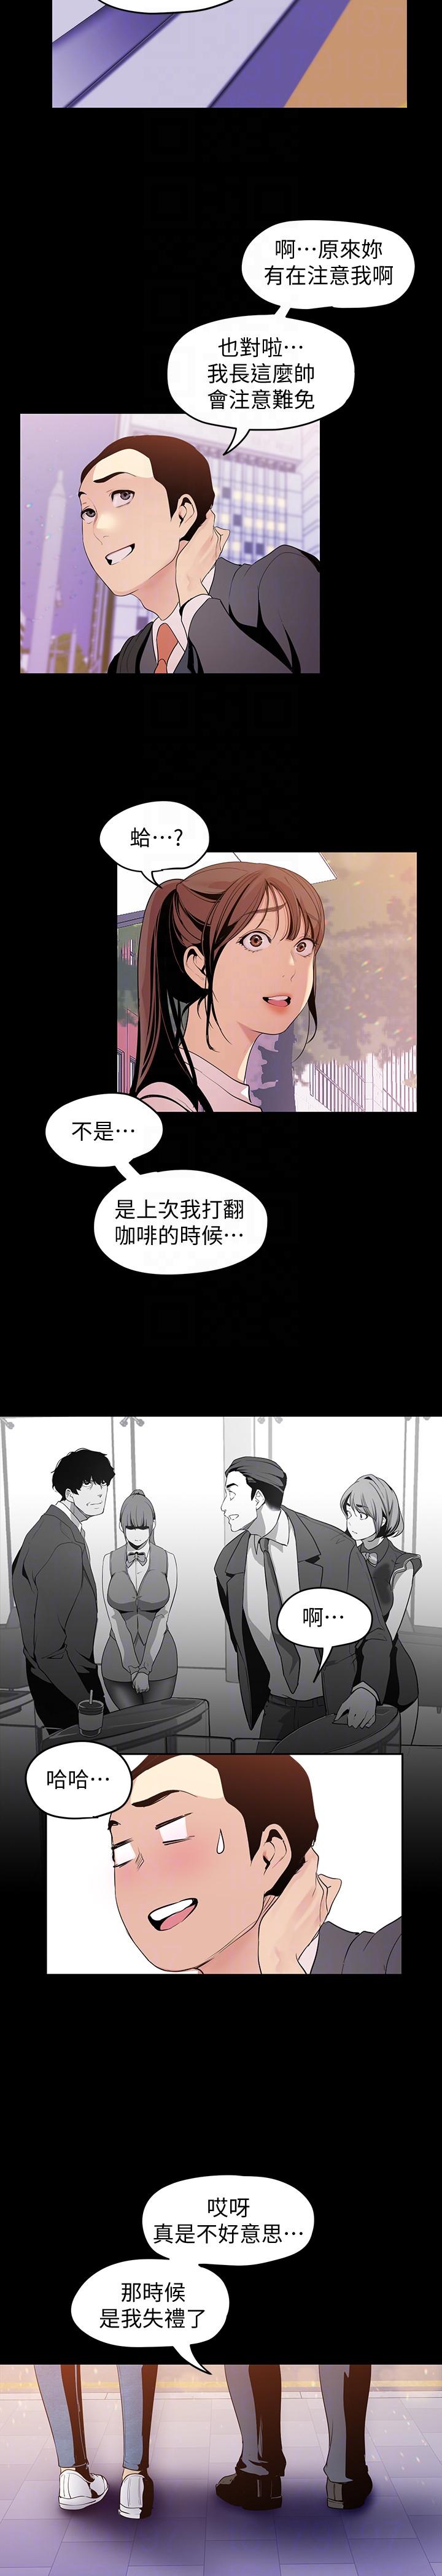 啊⋯原來妳
有在注意我啊
也對啦⋯
我長這麼帥
會注意難免
蛤⋯?
不是⋯
是上次我打翻
咖啡的時候⋯
啊⋯
哈哈⋯
哎呀
真是不好意思⋯
那時候
是我失禮了